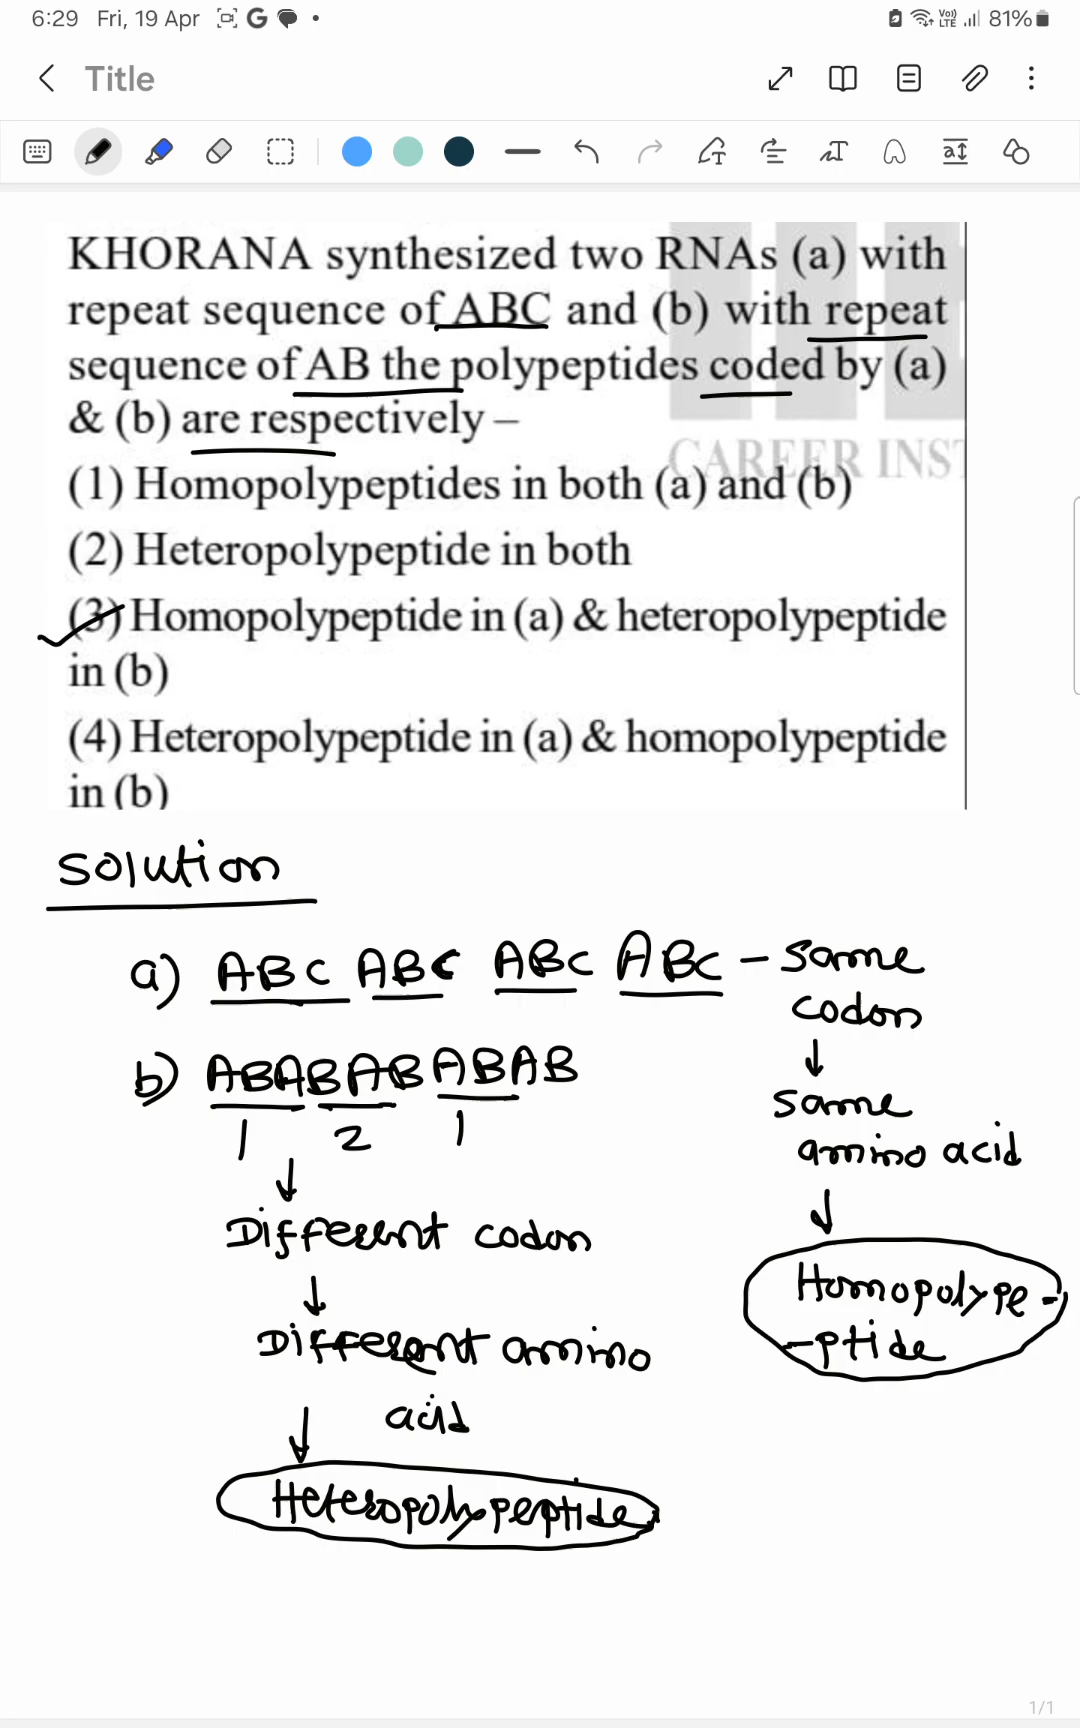 6:29 Fri, 19 Apr G 81%
Title
KHORANA synthesized two RNAs (a) with
repeat sequence of ABC and (b) with repeat
sequence of AB the polypeptides coded by (a)
& (b) are respectively –
CAREER INST
(1) Homopolypeptides in both (a) and (b)
(2) Heteropolypeptide in both
(3) Homopolypeptide in (a) & heteropolypeptide
in (b)
(4) Heteropolypeptide in (a) & homopolypeptide
in (b)
Solution
a) ABC ABC ABC ABC - same
codon
↓
same
amino acid
↓
Homopolype-
-ptide
b) ABABABABAB
1 2 1
↓
Different codon
↓
Different amino
acid
↓
Heteropolypeptide
1/1